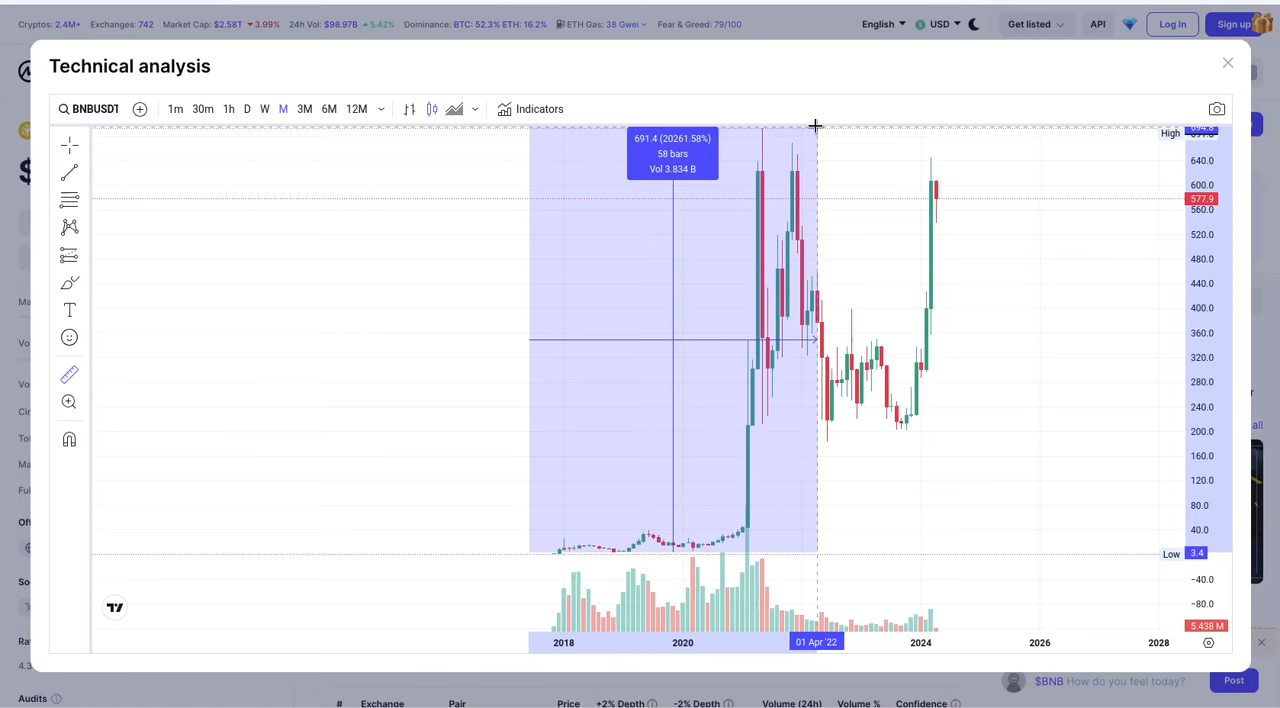 Cryptos: 2.4M+ Exchanges: 742 Market Cap: $2.58T 3.99% 24h Vol: $98.97B 5.42% Dominance: BTC: 52.3% ETH: 16.2% ETH Gas: 38 Gwei Fear & Greed: 79/100 English USD Get listed API Log In Sign up
Technical analysis
BNBUSDT 1m 30m 1h D W M 3M 6M 12M Indicators
691.4 (20261.58%)
58 bars
Vol 3.834 B
High
640.0
600.0
577.9
560.0
520.0
480.0
440.0
400.0
360.0
320.0
280.0
240.0
200.0
160.0
120.0
80.0
40.0
Low 3.4
−40.0
−80.0
5.438 M
2018 2020 01 Apr '22 2024 2026 2028
$BNB How do you feel today? Post
4.3
Audits
# Exchange Pair Price +2% Depth -2% Depth Volume (24h) Volume % Confidence